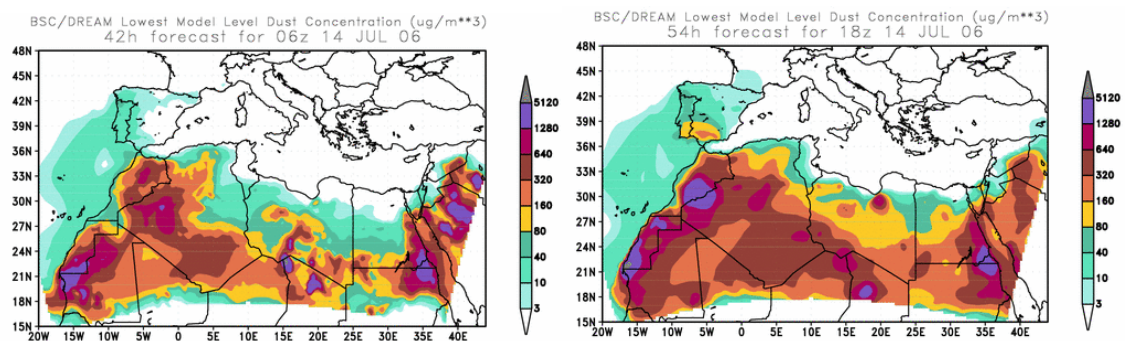 BSC/DREAM Lowest Model Level Dust Concentration (ug/m**3)
42h forecast for 06z 14 JUL 06
48N
45N
42N
39N
36N
33N
30N
27N
24N
21N
18N
15N
20W 15W 10W 5W 0 5E 10E 15E 20E 25E 30E 35E 40E
5120
1280
640
320
160
80
40
10
3
BSC/DREAM Lowest Model Level Dust Concentration (ug/m**3)
54h forecast for 18z 14 JUL 06
48N
45N
42N
39N
36N
33N
30N
27N
24N
21N
18N
15N
20W 15W 10W 5W 0 5E 10E 15E 20E 25E 30E 35E 40E
5120
1280
640
320
160
80
40
10
3